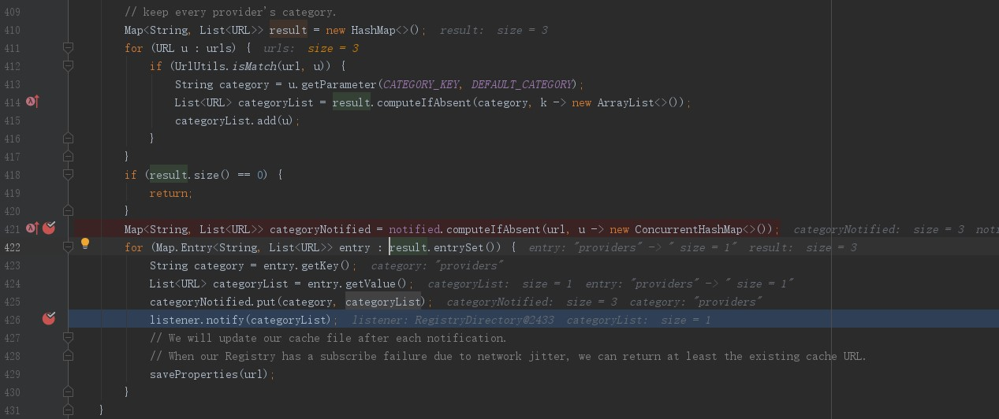 409 // keep every provider's category.
410 Map<String, List<URL>> result = new HashMap<>(); result: size = 3
411 for (URL u : urls) { urls: size = 3
412 if (UrlUtils.isMatch(url, u)) {
413 String category = u.getParameter(CATEGORY_KEY, DEFAULT_CATEGORY);
414 List<URL> categoryList = result.computeIfAbsent(category, k -> new ArrayList<>());
415 categoryList.add(u);
416 }
417 }
418 if (result.size() == 0) {
419 return;
420 }
421 Map<String, List<URL>> categoryNotified = notified.computeIfAbsent(url, u -> new ConcurrentHashMap<>()); categoryNotified: size = 3 noti
422 for (Map.Entry<String, List<URL>> entry : result.entrySet()) { entry: "providers" -> " size = 1" result: size = 3
423 String category = entry.getKey(); category: "providers"
424 List<URL> categoryList = entry.getValue(); categoryList: size = 1 entry: "providers" -> " size = 1"
425 categoryNotified.put(category, categoryList); categoryNotified: size = 3 category: "providers"
426 listener.notify(categoryList); listener: RegistryDirectory@2433 categoryList: size = 1
427 // We will update our cache file after each notification.
428 // When our Registry has a subscribe failure due to network jitter, we can return at least the existing cache URL.
429 saveProperties(url);
430 }
431 }